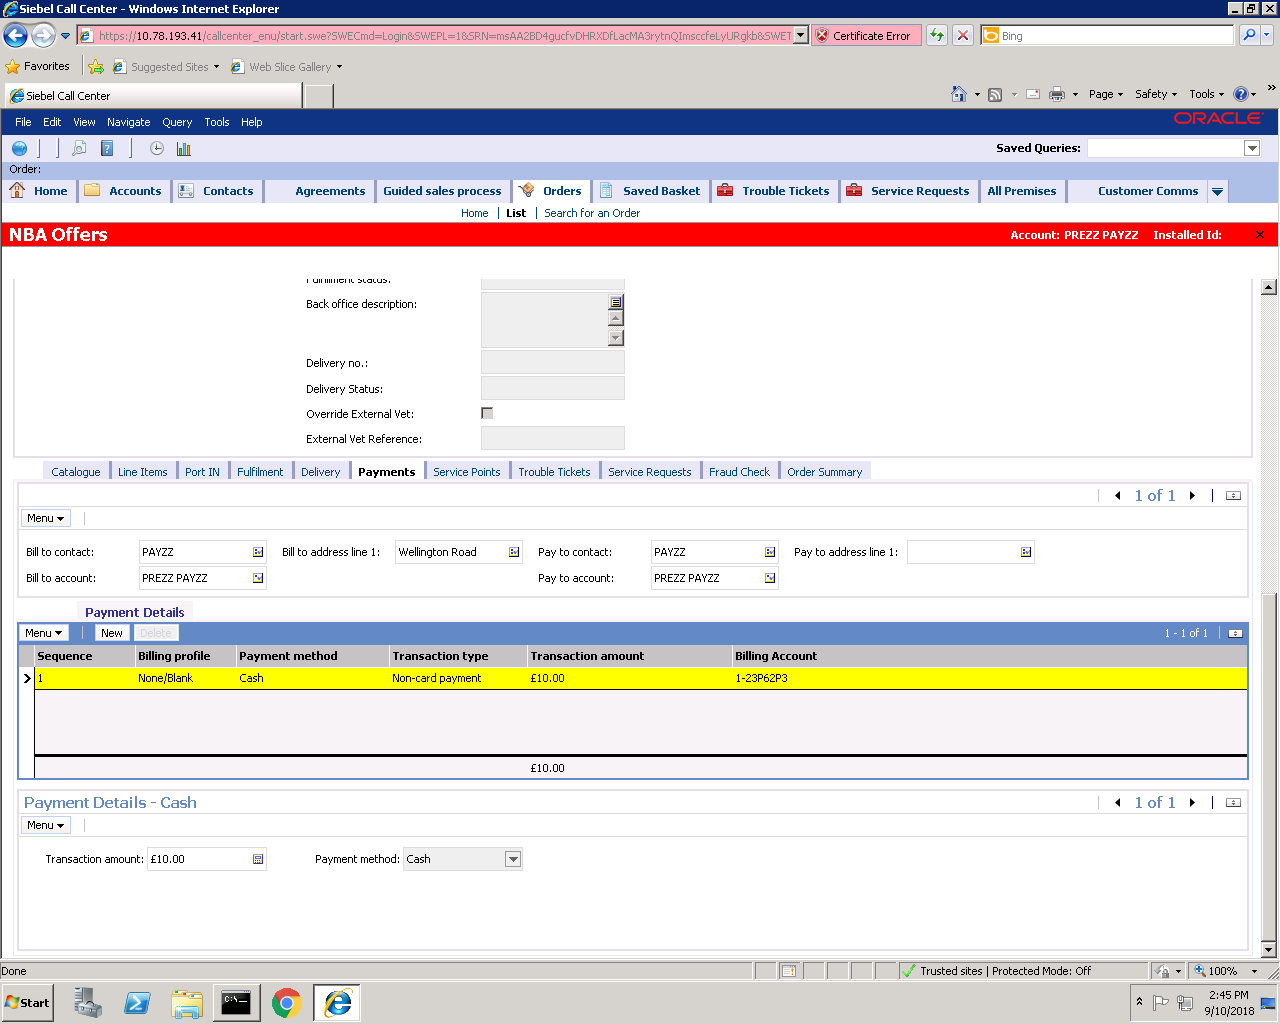 Siebel Call Center - Windows Internet Explorer
https://10.78.193.41/callcenter_enu/start.swe?SWECmd=Login&SWEPL=1&SRN=msAA2BD4gucfvDHRXDfLacMA3rytnQImsccfeLyURgkb&SWET
Certificate Error
Bing
Favorites
Suggested Sites
Web Slice Gallery
Siebel Call Center
Page
Safety
Tools
File Edit View Navigate Query Tools Help
ORACLE
Saved Queries:
Order:
Home
Accounts
Contacts
Agreements
Guided sales process
Orders
Saved Basket
Trouble Tickets
Service Requests
All Premises
Customer Comms
Home | List | Search for an Order
NBA Offers
Account: PREZZ PAYZZ Installed Id:
Fulfilment status:
Back office description:
Delivery no.:
Delivery Status:
Override External Vet:
External Vet Reference:
Catalogue
Line Items
Port IN
Fulfilment
Delivery
Payments
Service Points
Trouble Tickets
Service Requests
Fraud Check
Order Summary
1 of 1
Menu
Bill to contact: PAYZZ Bill to address line 1: Wellington Road Pay to contact: PAYZZ Pay to address line 1:
Bill to account: PREZZ PAYZZ Pay to account: PREZZ PAYZZ
Payment Details
Menu New Delete 1 - 1 of 1
Sequence Billing profile Payment method Transaction type Transaction amount Billing Account
1 None/Blank Cash Non-card payment £10.00 1-23P62P3
£10.00
Payment Details - Cash 1 of 1
Menu
Transaction amount: £10.00 Payment method: Cash
Done
Trusted sites | Protected Mode: Off
100%
Start
2:45 PM
9/10/2018